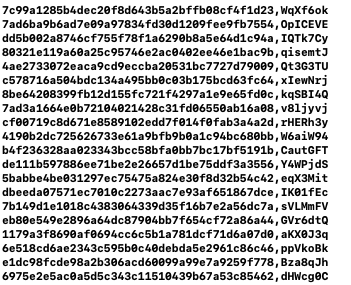 7c99a1285b4dec20f8d643b5a2bffb08cf4f1d23,WqXf6ok
7ad6ba9b6ad7e09a97834fd30d1209fee9fb7554,OpICEVE
dd5b002a8746cf755f78f1a6290b8a5e64d1c94a,IQTk7Cy
80321e119a60a25c95746e2ac0402ee46e1bac9b,qisemtJ
4ae2733072eaca9cd9eccba20531bc7727d79009,Qt3G3TU
c578716a504bdc134a495bb0c03b175bcd63fc64,xIewNrj
8be64208399fb12d155fc721f4297a1e9e65fd0c,kqSBI4Q
7ad3a1664e0b72104021428c31fd06550ab16a08,v8ljyvj
cf00719c8d671e8589102edd7f014f0fab3a4a2d,rHERh3y
4190b2dc725626733e61a9bfb9b0a1c94bc680bb,W6aiW94
b4f236328aa023343bcc58bfa0bb7bc17bf5191b,CautGFT
de111b597886ee71be2e26657d1be75ddf3a3556,Y4WPjdS
5babbe4be031297ec75475a824e30f8d32b54c42,eqX3Mit
dbeeda07571ec7010c2273aac7e93af651867dce,IK01fEc
7b149d1e1018c4383064339d35f16b7e2a56dc7a,sVLMmFV
eb80e549e2896a64dc87904bb7f654cf72a86a44,GVr6dtQ
1179a3f8690af0694cc6c5b1a781dcf71d6a07d0,aKX0J3q
6e518cd6ae2343c595b0c40debda5e2961c86c46,ppVkoBk
e1dc98fcde98a2b306acd60099a99e7a9259f778,Bza8qJh
6975e2e5ac0a5d5c343c11510439b67a53c85462,dHWcg0C